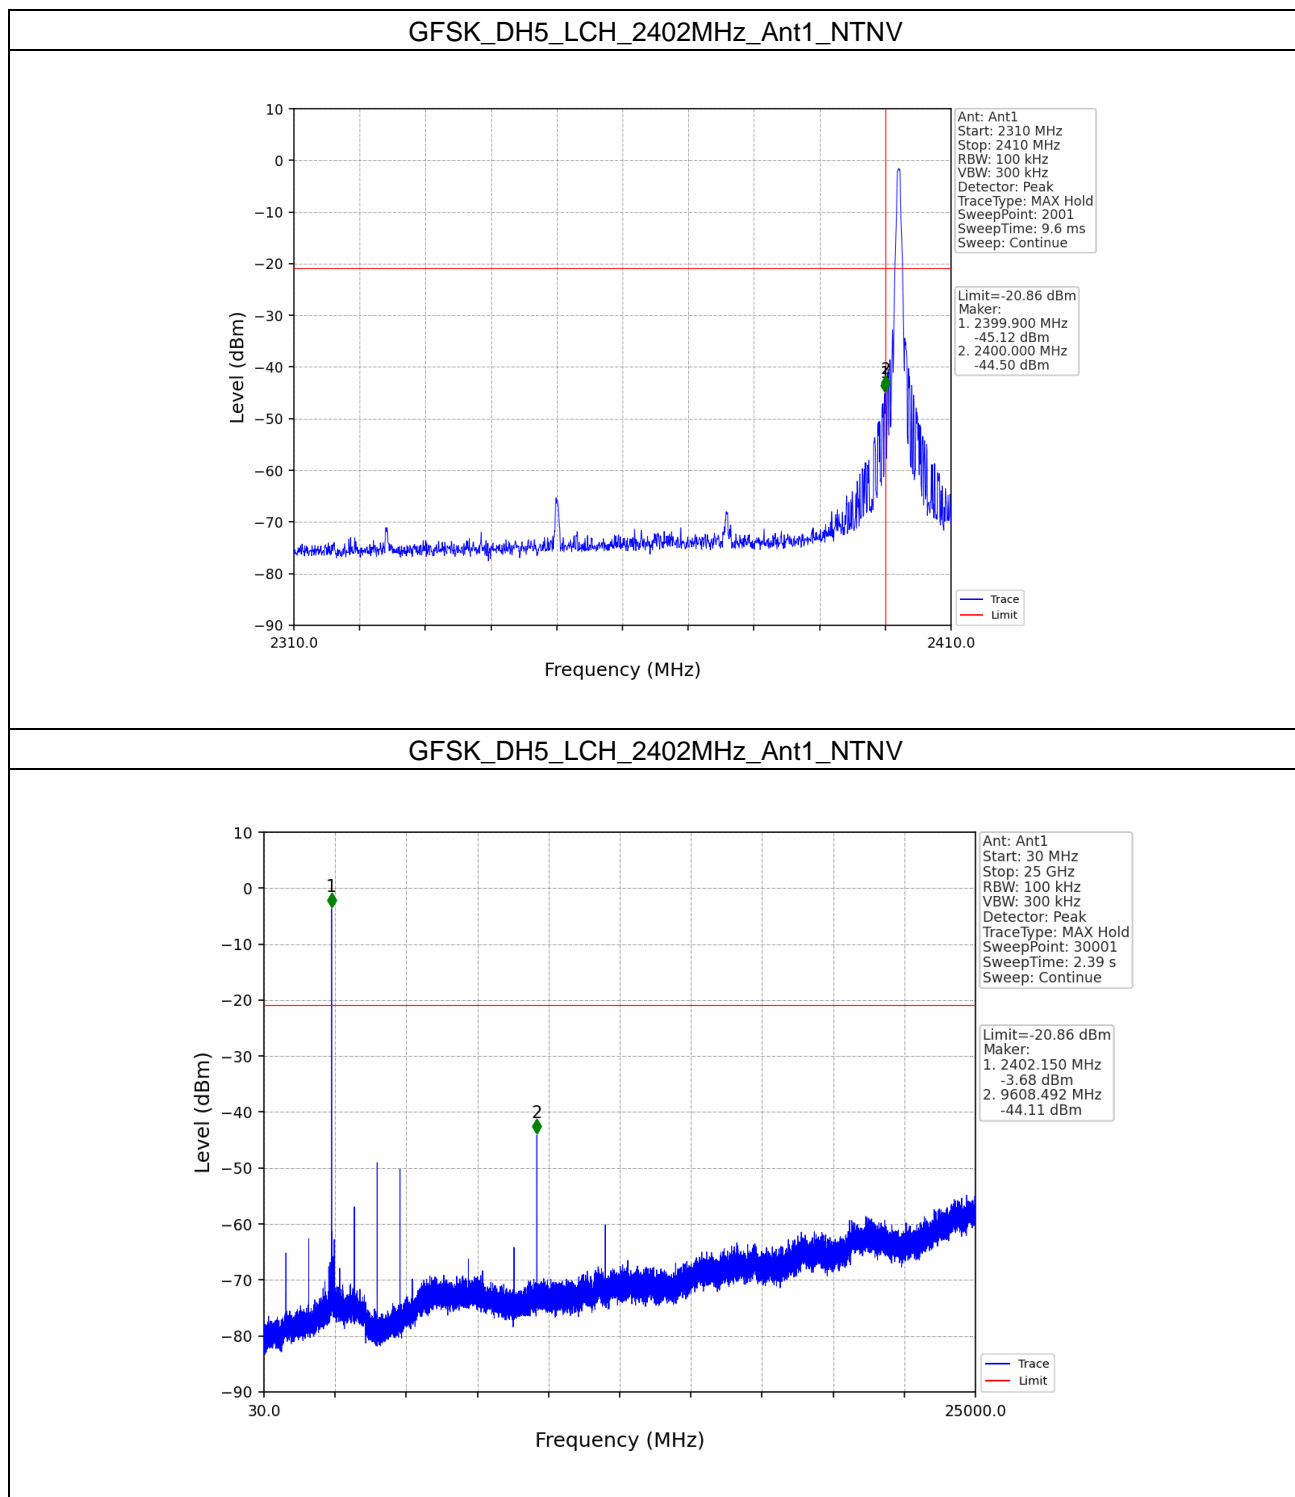 GFSK_DH5_LCH_2402MHz_Ant1_NTNV
10
0
−10
−20
−30
−40
−50
−60
−70
−80
−90
Level (dBm)
2310.0
2410.0
Frequency (MHz)
2
Ant: Ant1
Start: 2310 MHz
Stop: 2410 MHz
RBW: 100 kHz
VBW: 300 kHz
Detector: Peak
TraceType: MAX Hold
SweepPoint: 2001
SweepTime: 9.6 ms
Sweep: Continue
Limit=-20.86 dBm
Maker:
1. 2399.900 MHz
-45.12 dBm
2. 2400.000 MHz
-44.50 dBm
Trace
Limit
GFSK_DH5_LCH_2402MHz_Ant1_NTNV
10
0
−10
−20
−30
−40
−50
−60
−70
−80
−90
Level (dBm)
30.0
25000.0
Frequency (MHz)
1
2
Ant: Ant1
Start: 30 MHz
Stop: 25 GHz
RBW: 100 kHz
VBW: 300 kHz
Detector: Peak
TraceType: MAX Hold
SweepPoint: 30001
SweepTime: 2.39 s
Sweep: Continue
Limit=-20.86 dBm
Maker:
1. 2402.150 MHz
-3.68 dBm
2. 9608.492 MHz
-44.11 dBm
Trace
Limit